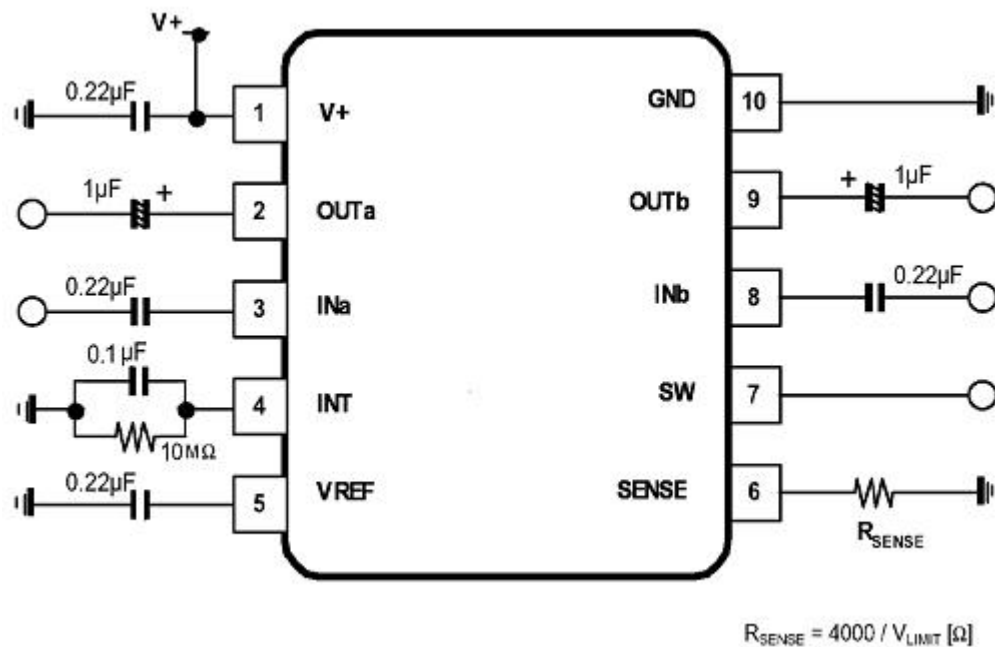 V+
0.22µF
1
V+
GND
10
1µF
+
2
OUTa
OUTb
9
+
1µF
0.22µF
3
INa
INb
8
0.22µF
0.1µF
10MΩ
4
INT
SW
7
0.22µF
5
VREF
SENSE
6
RSENSE
RSENSE = 4000 / VLIMIT [Ω]